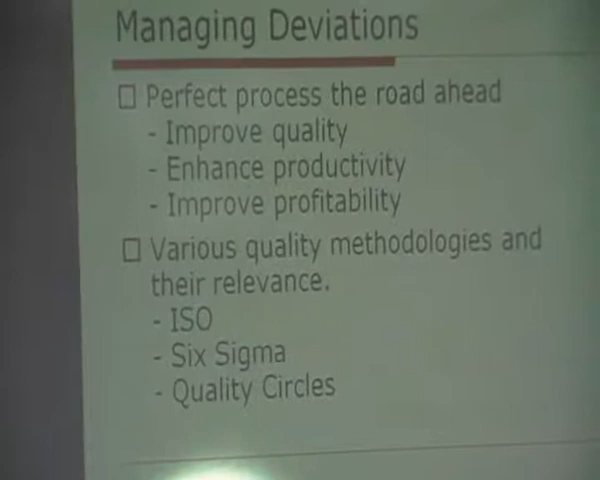 Managing Deviations
□ Perfect process the road ahead
- Improve quality
- Enhance productivity
- Improve profitability
□ Various quality methodologies and
their relevance.
- ISO
- Six Sigma
- Quality Circles